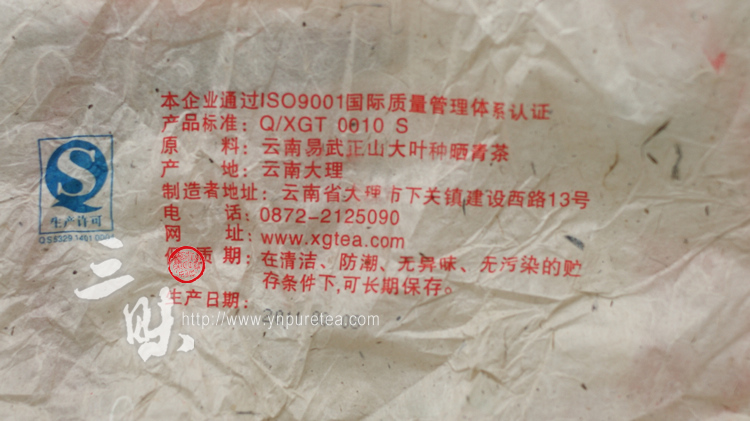 本企业通过ISO9001国际质量管理体系认证
产品标准：Q/XGT 0010 S
原 料：云南易武正山大叶种晒青茶
产 地：云南大理
制造者地址：云南省大理市下关镇建设西路13号
电 话：0872-2125090
网 址：www.xgtea.com
保质期：在清洁、防潮、无异味、无污染的贮
存条件下,可长期保存。
生产日期：
生产许可
三味
http://www.ynpuretea.com